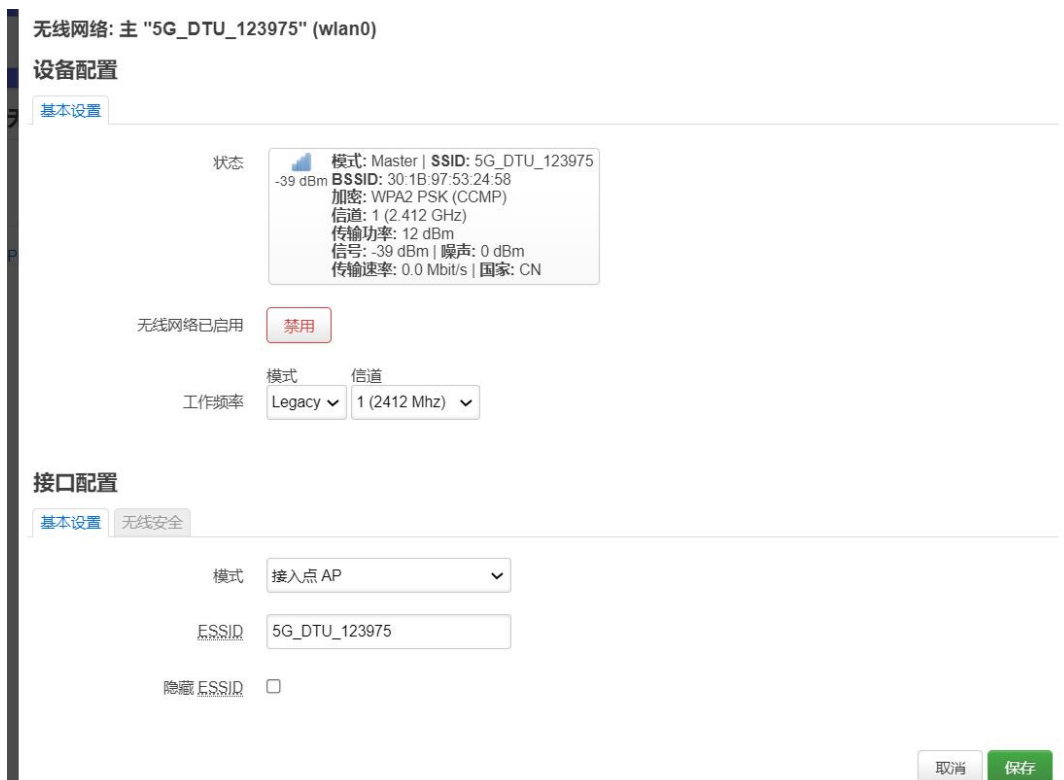 无线网络: 主 "5G_DTU_123975" (wlan0)
设备配置
基本设置
状态
模式: Master | SSID: 5G_DTU_123975
-39 dBm BSSID: 30:1B:97:53:24:58
加密: WPA2 PSK (CCMP)
信道: 1 (2.412 GHz)
传输功率: 12 dBm
信号: -39 dBm | 噪声: 0 dBm
传输速率: 0.0 Mbit/s | 国家: CN
无线网络已启用 禁用
模式 信道
工作频率 Legacy 1 (2412 Mhz)
接口配置
基本设置 无线安全
模式 接入点 AP
ESSID 5G_DTU_123975
隐藏 ESSID
取消 保存